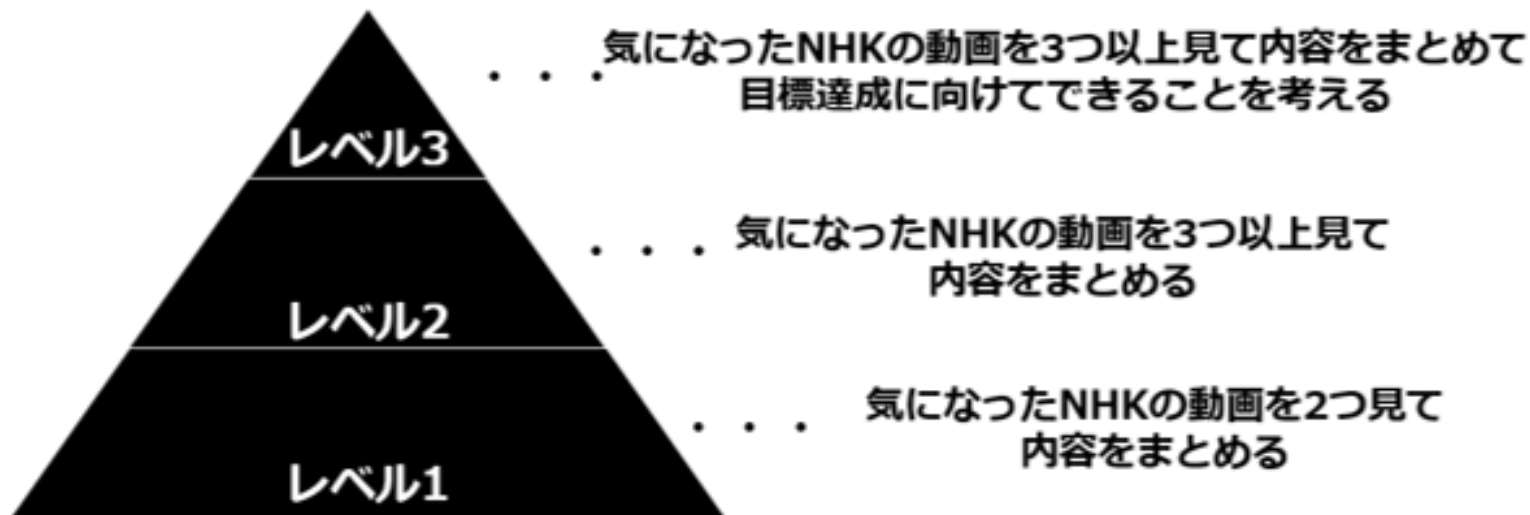 ・・・気になったNHKの動画を3つ以上見て内容をまとめて
目標達成に向けてできることを考える
レベル3
・・・気になったNHKの動画を3つ以上見て
内容をまとめる
レベル2
・・・気になったNHKの動画を2つ見て
内容をまとめる
レベル1